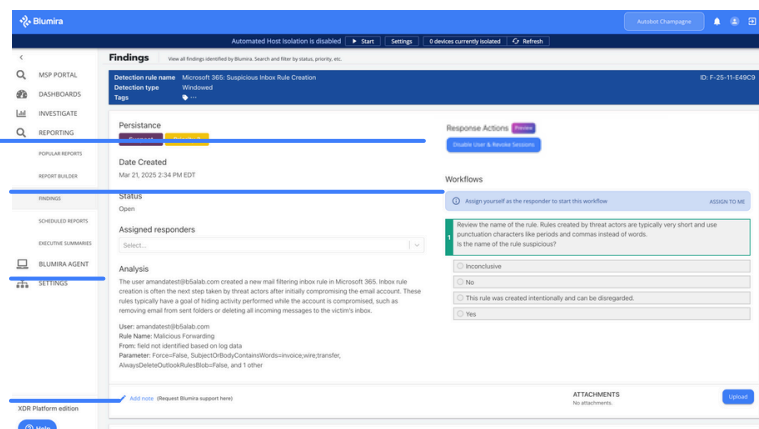 Blumira
Autobot Champagne
Automated Host Isolation is disabled Start Settings 0 devices currently isolated Refresh
Findings View all findings identified by Blumira. Search and filter by status, priority, etc.
MSP PORTAL
DASHBOARDS
INVESTIGATE
REPORTING
POPULAR REPORTS
REPORT BUILDER
FINDINGS
SCHEDULED REPORTS
EXECUTIVE SUMMARIES
BLUMIRA AGENT
SETTINGS
XDR Platform edition
Help
Detection rule name Microsoft 365: Suspicious Inbox Rule Creation ID: F-25-11-E49C9
Detection type Windowed
Tags
Persistance
Date Created
Mar 21, 2025 2:34 PM EDT
Status
Open
Assigned responders
Select...
Analysis
The user amandatest@b5alab.com created a new mail filtering inbox rule in Microsoft 365. Inbox rule
creation is often the next step taken by threat actors after initially compromising the email account. These
rules typically have a goal of hiding activity performed while the account is compromised, such as
removing email from sent folders or deleting all incoming messages to the victim's inbox.
User: amandatest@b5alab.com
Rule Name: Malicious Forwarding
From: field not identified based on log data
Parameter: Force=False, SubjectOrBodyContainsWords=invoice;wire;transfer,
AlwaysDeleteOutlookRulesBlob=False, and 1 other
Response Actions Preview
Disable User & Revoke Sessions
Workflows
Assign yourself as the responder to start this workflow ASSIGN TO ME
1
Review the name of the rule. Rules created by threat actors are typically very short and use
punctuation characters like periods and commas instead of words.
Is the name of the rule suspicious?
Inconclusive
No
This rule was created intentionally and can be disregarded.
Yes
Add note (Request Blumira support here)
ATTACHMENTS
No attachments.
Upload